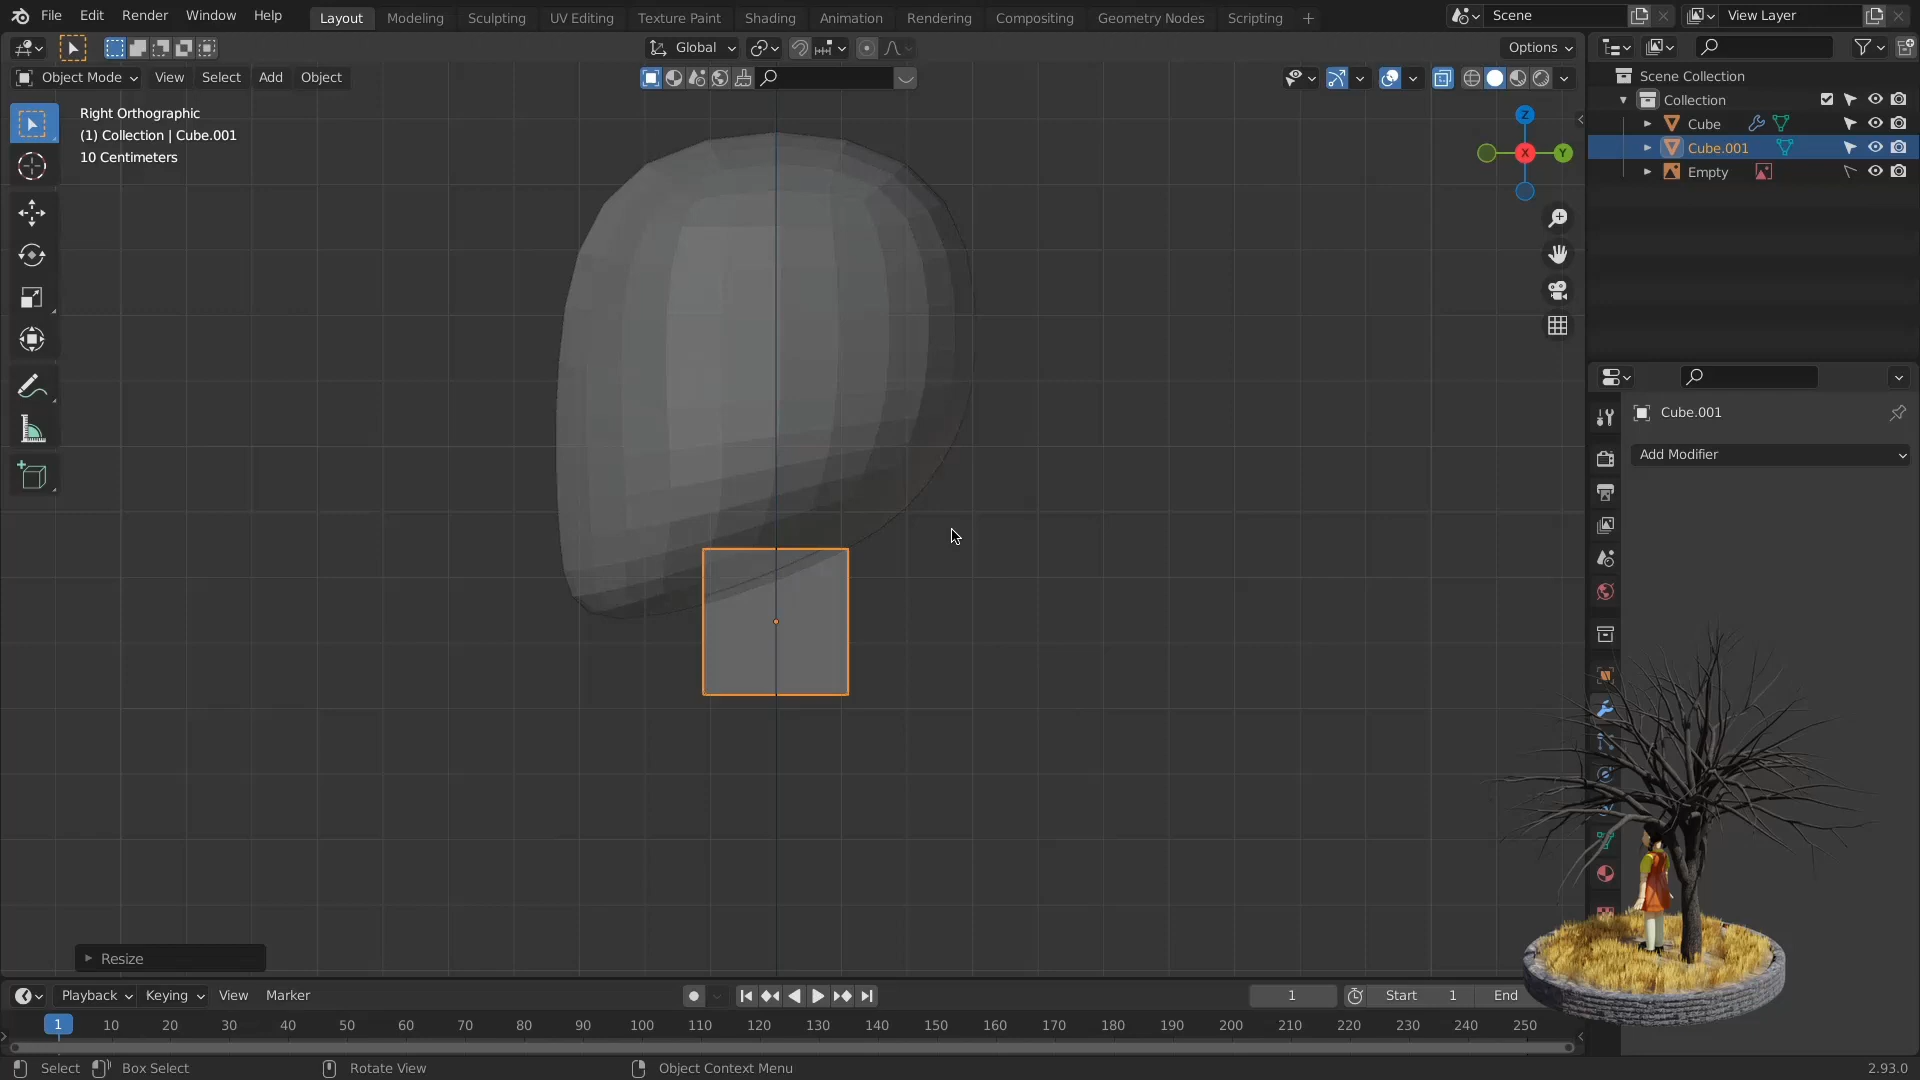 File Edit Render Window Help
Layout Modeling Sculpting UV Editing Texture Paint Shading Animation Rendering Compositing Geometry Nodes Scripting +
Scene
View Layer
Global
Options
Object Mode View Select Add Object
Right Orthographic
(1) Collection | Cube.001
10 Centimeters
Z
X
Y
Scene Collection
Collection
Cube
Cube.001
Empty
Cube.001
Add Modifier
Resize
Playback Keying View Marker
1
Start 1 End
1 10 20 30 40 50 60 70 80 90 100 110 120 130 140 150 160 170 180 190 200 210 220 230 240 250
Select Box Select Rotate View Object Context Menu
2.93.0